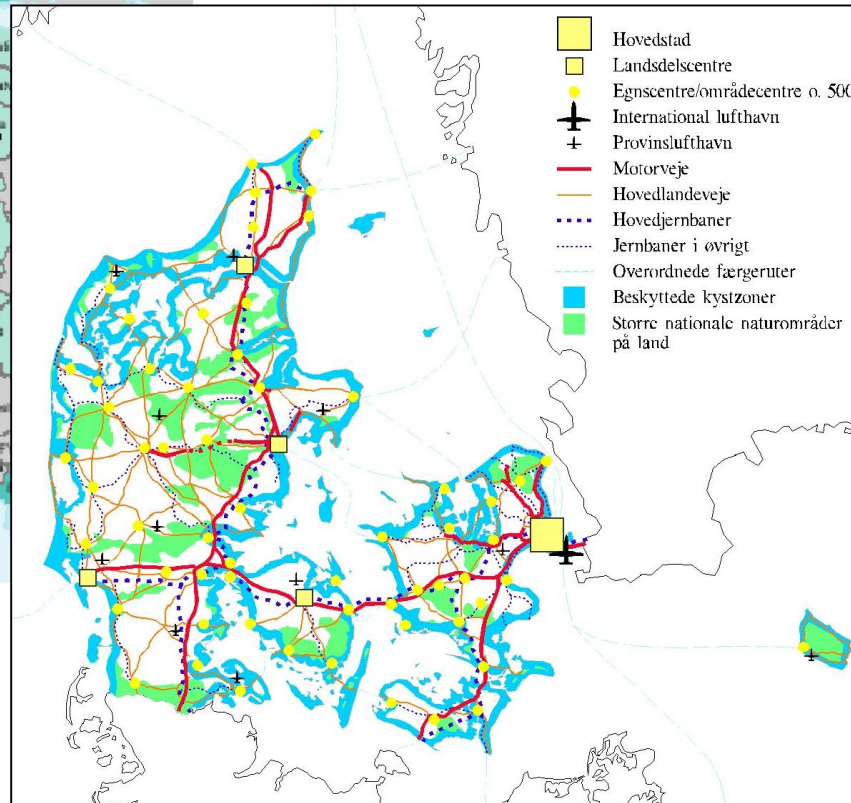 Hovedstad
Landsdelscentre
Egnscentre/områdecentre o. 500
International lufthavn
Provinslufthavn
Motorveje
Hovedlandeveje
Hovedjernbaner
Jernbaner i øvrigt
Overordnede færgeruter
Beskyttede kystzoner
Større nationale naturområder
på land